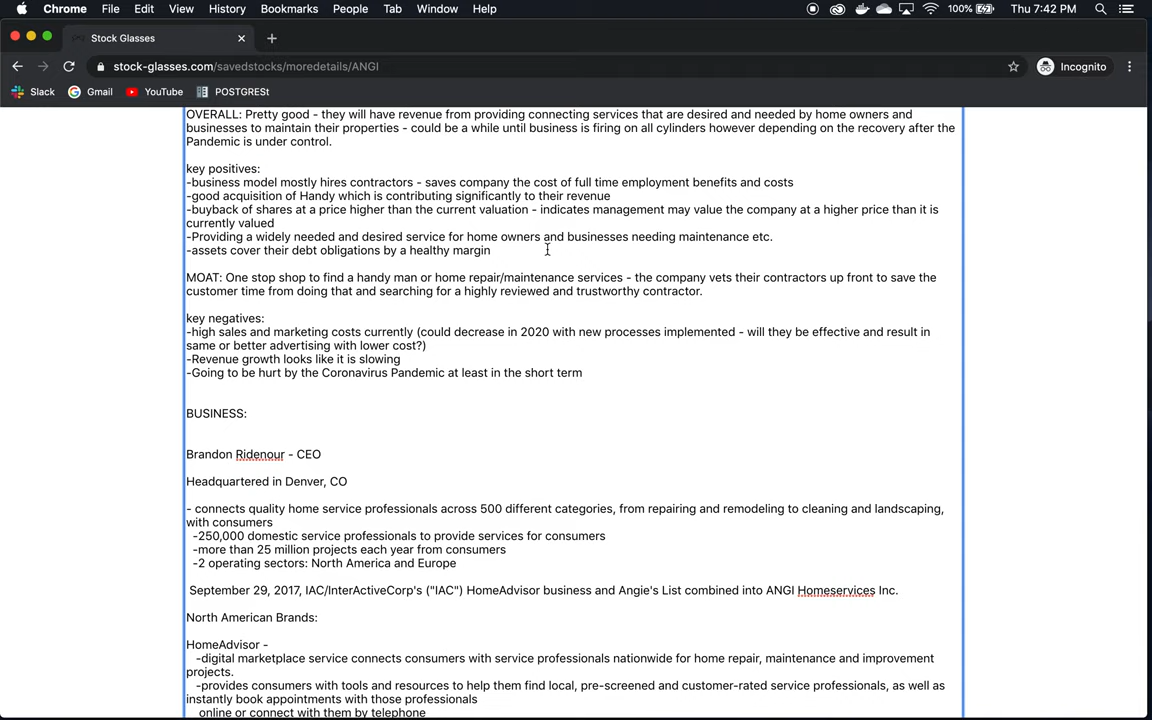 Chrome File Edit View History Bookmarks People Tab Window Help 100% Thu 7:42 PM
Stock Glasses
stock-glasses.com/savedstocks/moredetails/ANGI Incognito
Slack Gmail YouTube POSTGRESt
OVERALL: Pretty good - they will have revenue from providing connecting services that are desired and needed by home owners and
businesses to maintain their properties - could be a while until business is firing on all cylinders however depending on the recovery after the
Pandemic is under control.
key positives:
-business model mostly hires contractors - saves company the cost of full time employment benefits and costs
-good acquisition of Handy which is contributing significantly to their revenue
-buyback of shares at a price higher than the current valuation - indicates management may value the company at a higher price than it is
currently valued
-Providing a widely needed and desired service for home owners and businesses needing maintenance etc.
-assets cover their debt obligations by a healthy margin
MOAT: One stop shop to find a handy man or home repair/maintenance services - the company vets their contractors up front to save the
customer time from doing that and searching for a highly reviewed and trustworthy contractor.
key negatives:
-high sales and marketing costs currently (could decrease in 2020 with new processes implemented - will they be effective and result in
same or better advertising with lower cost?)
-Revenue growth looks like it is slowing
-Going to be hurt by the Coronavirus Pandemic at least in the short term
BUSINESS:
Brandon Ridenour - CEO
Headquartered in Denver, CO
- connects quality home service professionals across 500 different categories, from repairing and remodeling to cleaning and landscaping,
with consumers
-250,000 domestic service professionals to provide services for consumers
-more than 25 million projects each year from consumers
-2 operating sectors: North America and Europe
September 29, 2017, IAC/InterActiveCorp's ("IAC") HomeAdvisor business and Angie's List combined into ANGI Homeservices Inc.
North American Brands:
HomeAdvisor -
-digital marketplace service connects consumers with service professionals nationwide for home repair, maintenance and improvement
projects.
-provides consumers with tools and resources to help them find local, pre-screened and customer-rated service professionals, as well as
instantly book appointments with those professionals
online or connect with them by telephone